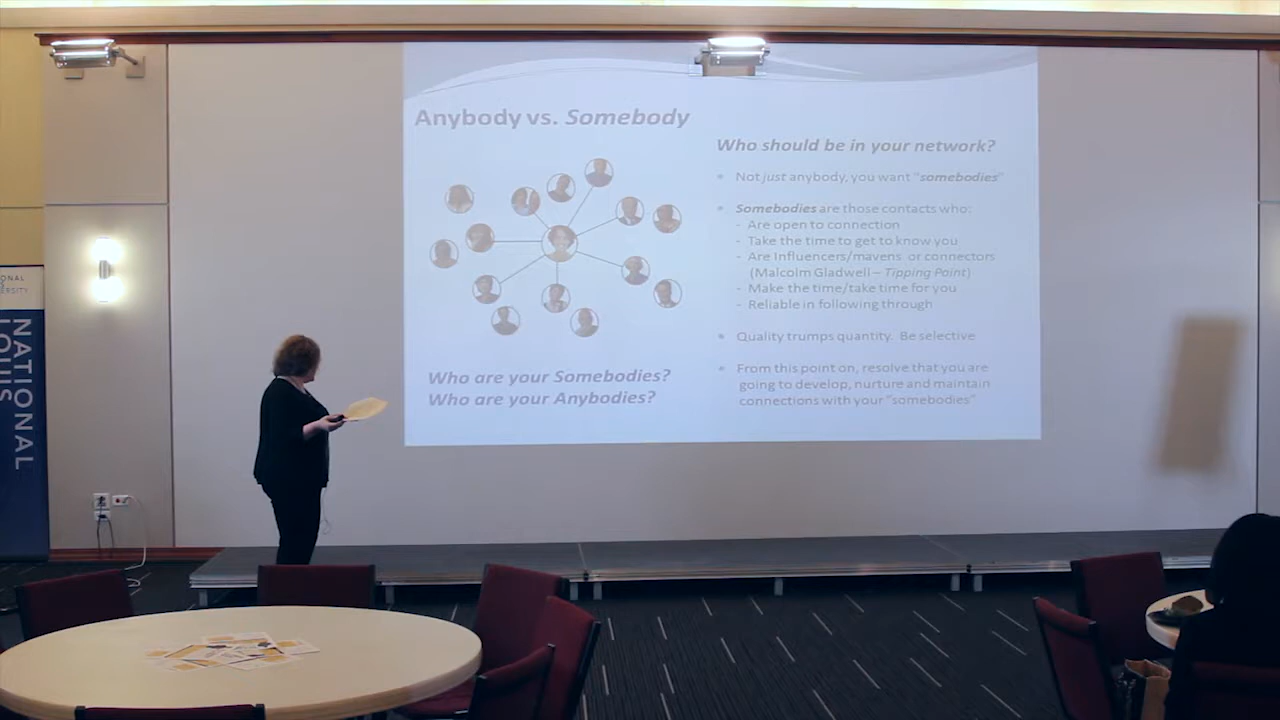 Anybody vs. Somebody
Who should be in your network?
• Not just anybody, you want "somebodies"
• Somebodies are those contacts who:
- Are open to connection
- Take the time to get to know you
- Are Influencers/mavens or connectors
(Malcolm Gladwell – Tipping Point)
- Make the time/take time for you
- Reliable in following through
• Quality trumps quantity. Be selective
• From this point on, resolve that you are
going to develop, nurture and maintain
connections with your "somebodies"
Who are your Somebodies?
Who are your Anybodies?
NATIONAL
LOUIS